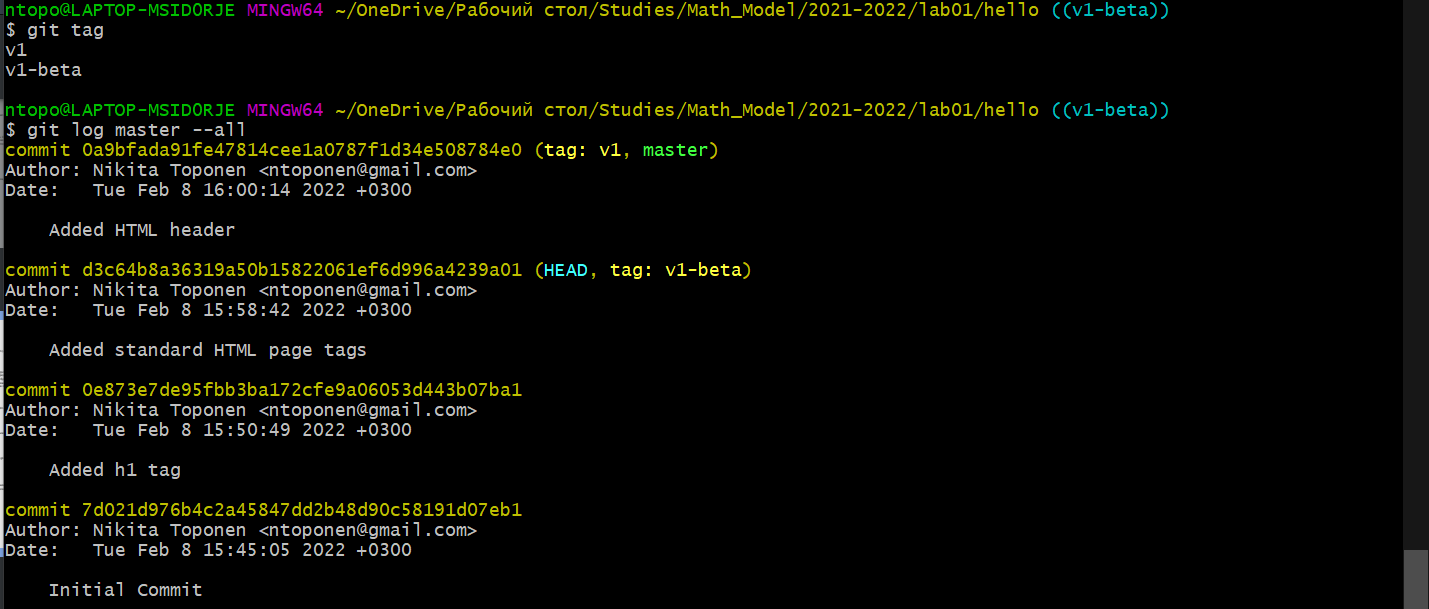 ntopo@LAPTOP-MSIDORJE MINGW64 ~/OneDrive/Рабочий стол/Studies/Math_Model/2021-2022/lab01/hello ((v1-beta))
$ git tag
v1
v1-beta
ntopo@LAPTOP-MSIDORJE MINGW64 ~/OneDrive/Рабочий стол/Studies/Math_Model/2021-2022/lab01/hello ((v1-beta))
$ git log master --all
commit 0a9bfada91fe47814cee1a0787f1d34e508784e0 (tag: v1, master)
Author: Nikita Toponen <ntoponen@gmail.com>
Date:   Tue Feb 8 16:00:14 2022 +0300
    Added HTML header
commit d3c64b8a36319a50b15822061ef6d996a4239a01 (HEAD, tag: v1-beta)
Author: Nikita Toponen <ntoponen@gmail.com>
Date:   Tue Feb 8 15:58:42 2022 +0300
    Added standard HTML page tags
commit 0e873e7de95fbb3ba172cfe9a06053d443b07ba1
Author: Nikita Toponen <ntoponen@gmail.com>
Date:   Tue Feb 8 15:50:49 2022 +0300
    Added h1 tag
commit 7d021d976b4c2a45847dd2b48d90c58191d07eb1
Author: Nikita Toponen <ntoponen@gmail.com>
Date:   Tue Feb 8 15:45:05 2022 +0300
    Initial Commit